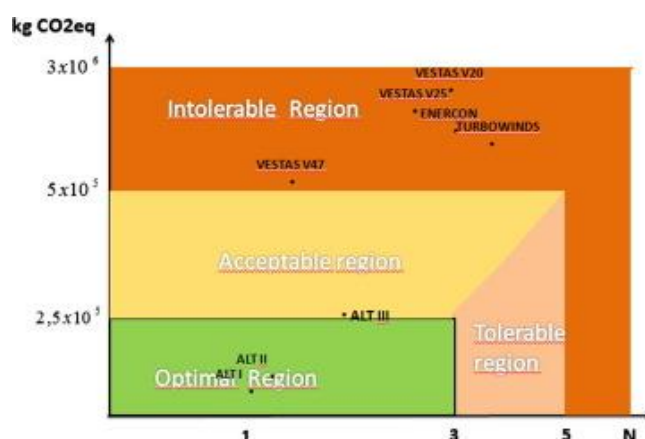 kg CO2eq
3x10⁶
VESTAS V20
VESTAS V25
Intolerable Region
ENERCON
TURBOWINDS
VESTAS V47
5x10⁵
Acceptable region
2,5x10⁵
ALT III
Tolerable
region
ALT II
ALT I
Optimal Region
1 3 5 N